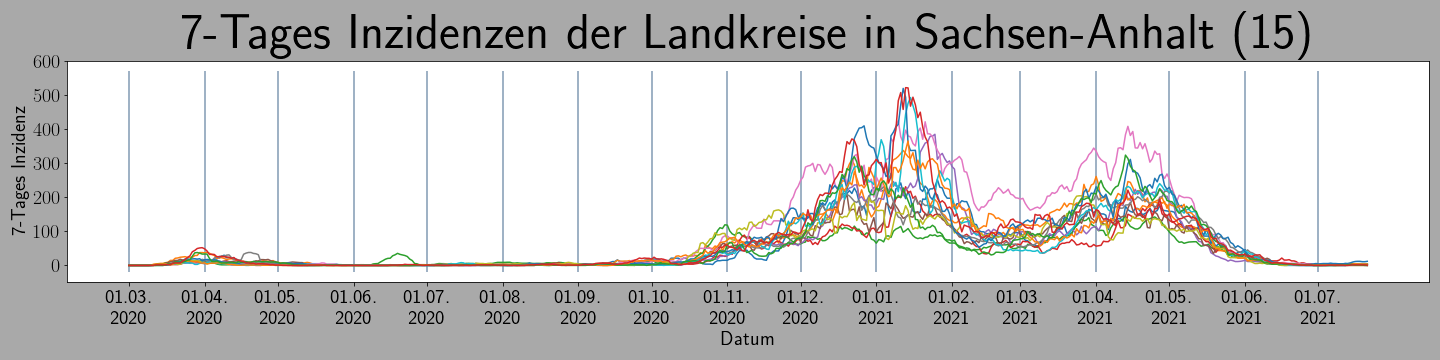 7-Tages Inzidenzen der Landkreise in Sachsen-Anhalt (15)
7-Tages Inzidenz
600
500
400
300
200
100
0
01.03. 01.04. 01.05. 01.06. 01.07. 01.08. 01.09. 01.10. 01.11. 01.12. 01.01. 01.02. 01.03. 01.04. 01.05. 01.06. 01.07.
2020 2020 2020 2020 2020 2020 2020 2020 2020 2020 2021 2021 2021 2021 2021 2021 2021
Datum